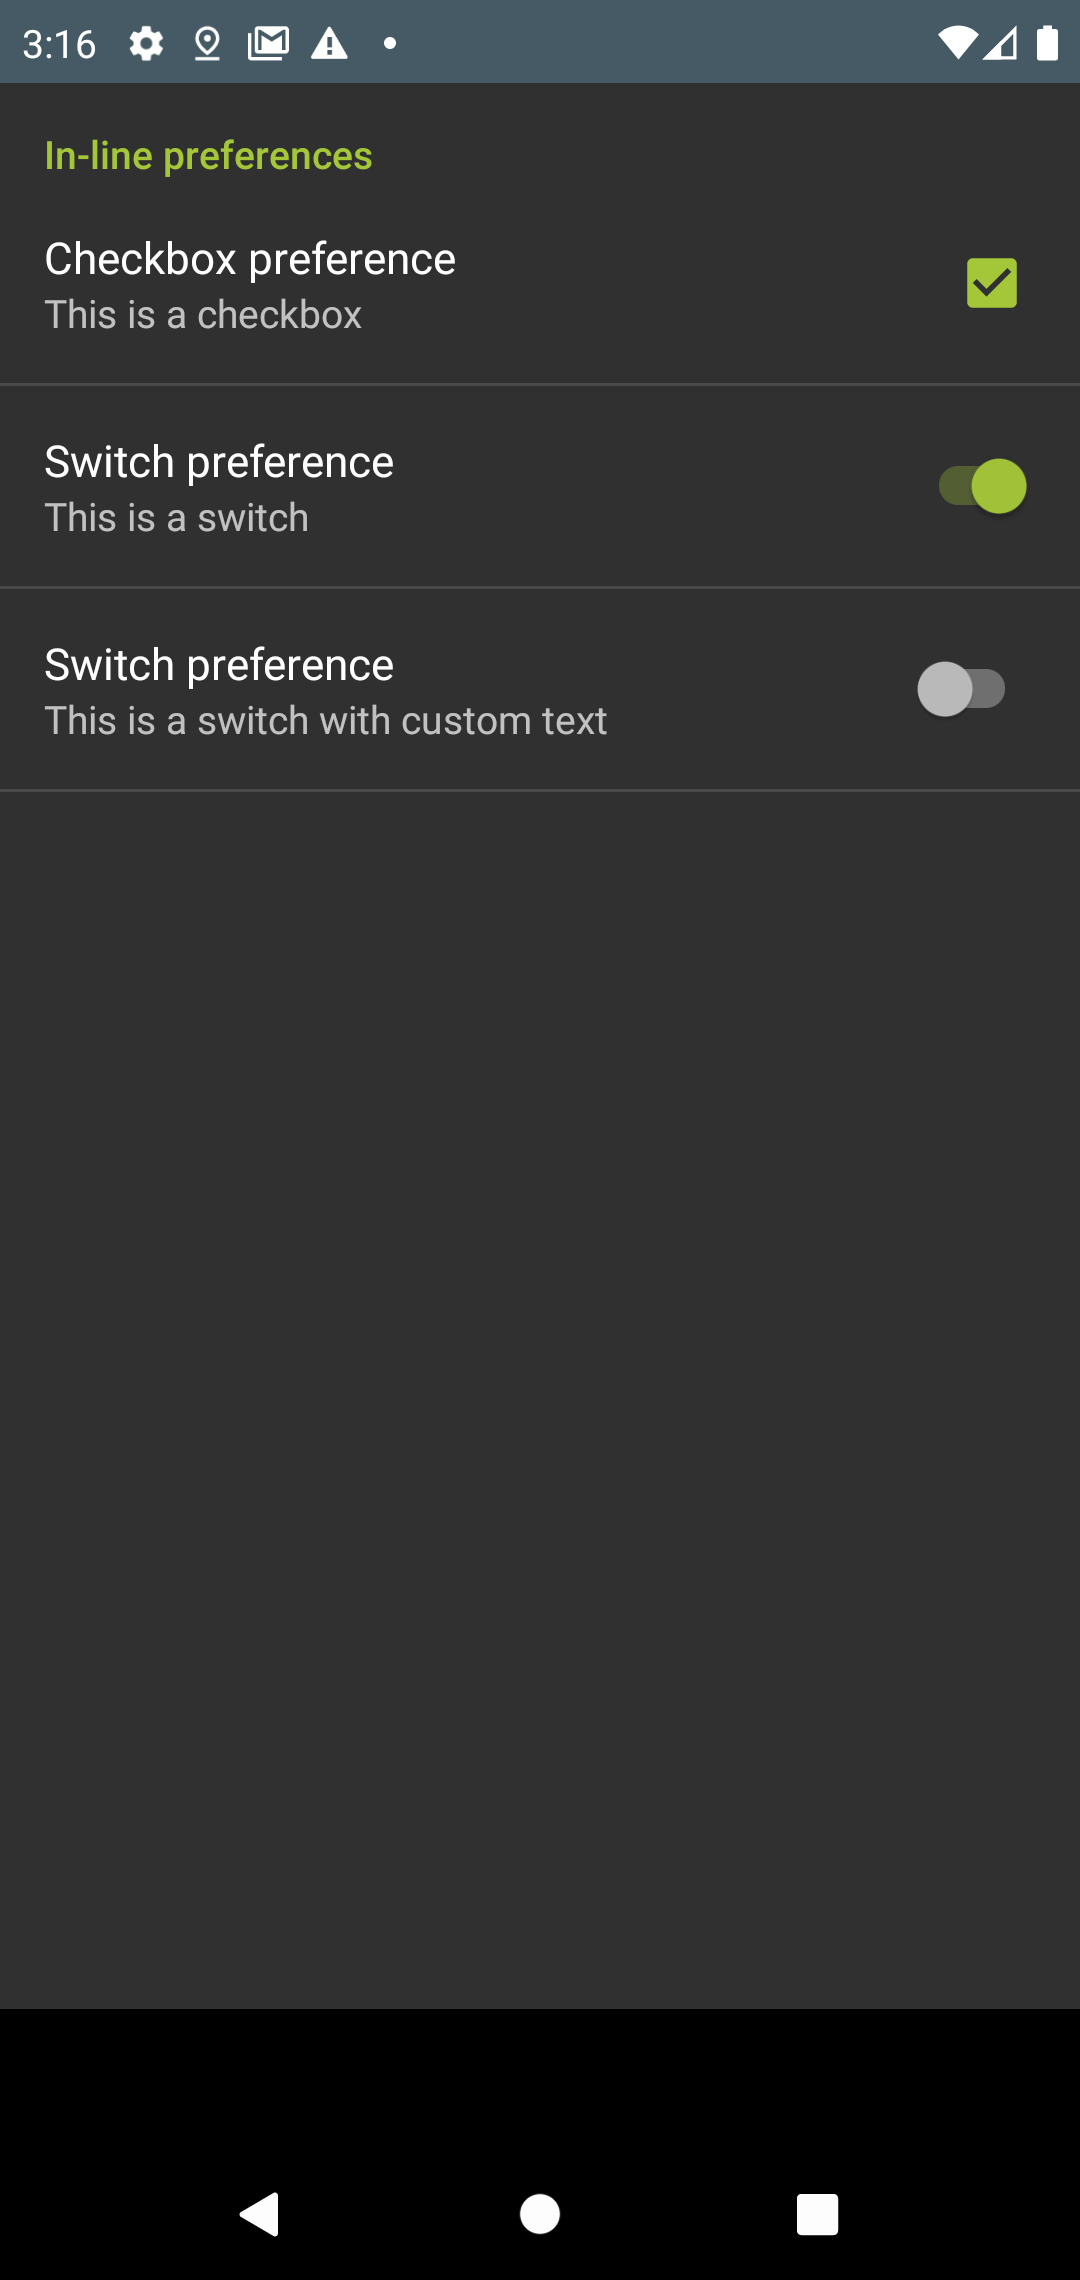 3:16
In-line preferences
Checkbox preference
This is a checkbox
Switch preference
This is a switch
Switch preference
This is a switch with custom text